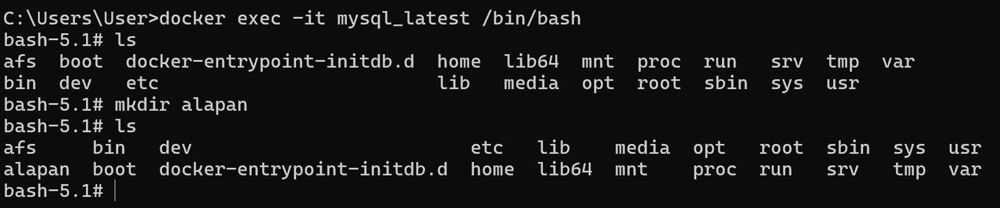 C:\Users\User>docker exec -it mysql_latest /bin/bash
bash-5.1# ls
afs  boot  docker-entrypoint-initdb.d  home  lib64  mnt  proc  run   srv  tmp  var
bin  dev   etc                         lib   media  opt  root  sbin  sys  usr
bash-5.1# mkdir alapan
bash-5.1# ls
afs     bin   dev                         etc   lib    media  opt   root  sbin  sys  usr
alapan  boot  docker-entrypoint-initdb.d  home  lib64  mnt    proc  run   srv   tmp  var
bash-5.1#